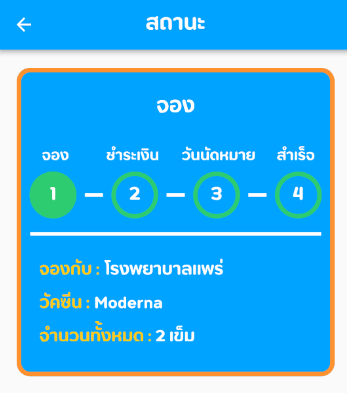 สถานะ
จอง
จอง ชำระเงิน วันนัดหมาย สำเร็จ
1 2 3 4
จองกับ : โรงพยาบาลแพร่
วัคซีน : Moderna
จำนวนทั้งหมด : 2 เข็ม